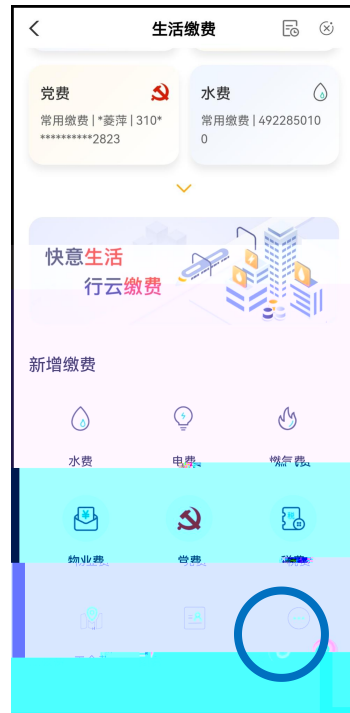 生活缴费
党费
常用缴费 | *菱萍 | 310*
**********2823
水费
常用缴费 | 492285010
0
快意生活
行云缴费
新增缴费
水费
电费
燃气费
物业费
党费